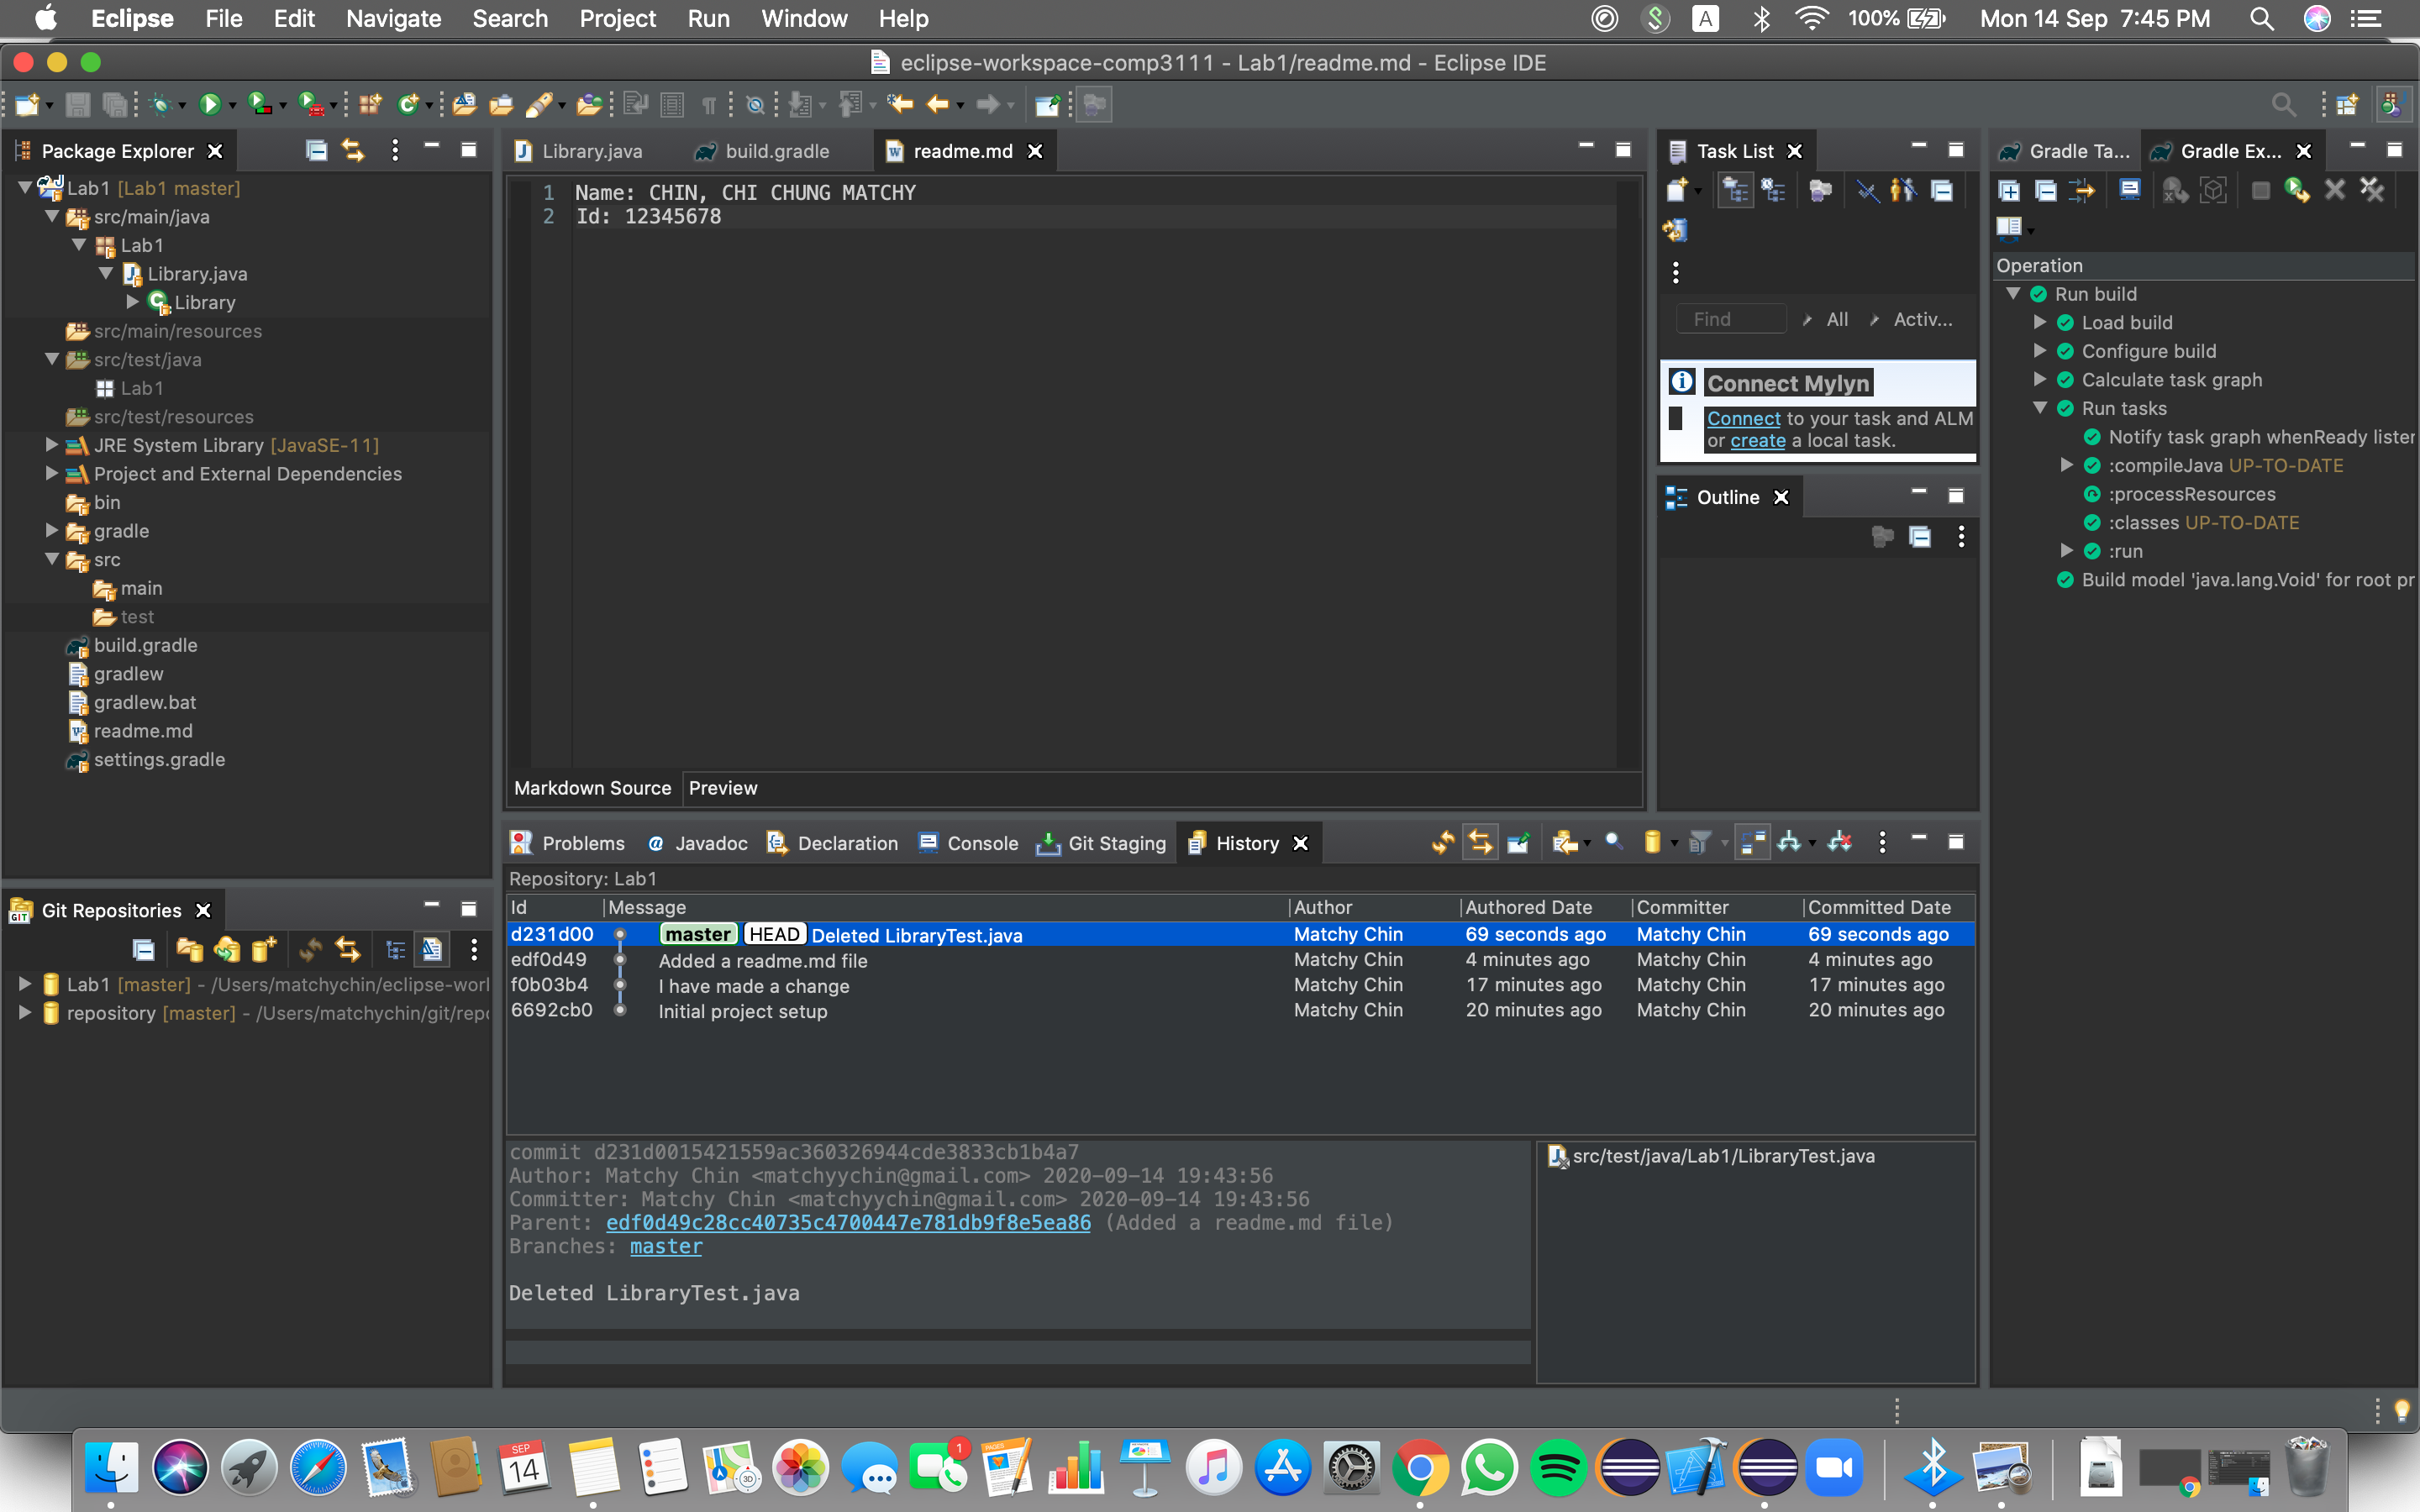 Eclipse File Edit Navigate Search Project Run Window Help
A 100% Mon 14 Sep 7:45 PM
eclipse-workspace-comp3111 - Lab1/readme.md - Eclipse IDE
Package Explorer
Lab1 [Lab1 master]
src/main/java
Lab1
Library.java
Library
src/main/resources
src/test/java
Lab1
src/test/resources
JRE System Library [JavaSE-11]
Project and External Dependencies
bin
gradle
src
main
test
build.gradle
gradlew
gradlew.bat
readme.md
settings.gradle
Git Repositories
Lab1 [master] - /Users/matchychin/eclipse-worl
repository [master] - /Users/matchychin/git/repo
Library.java build.gradle readme.md
1 Name: CHIN, CHI CHUNG MATCHY
2 Id: 12345678
Markdown Source Preview
Task List
Find All Activ...
Connect Mylyn
Connect to your task and ALM
or create a local task.
Outline
Gradle Ta... Gradle Ex...
Operation
Run build
Load build
Configure build
Calculate task graph
Run tasks
Notify task graph whenReady lister
:compileJava UP-TO-DATE
:processResources
:classes UP-TO-DATE
:run
Build model 'java.lang.Void' for root pr
Problems Javadoc Declaration Console Git Staging History
Repository: Lab1
Id Message Author Authored Date Committer Committed Date
d231d00 master HEAD Deleted LibraryTest.java Matchy Chin 69 seconds ago Matchy Chin 69 seconds ago
edf0d49 Added a readme.md file Matchy Chin 4 minutes ago Matchy Chin 4 minutes ago
f0b03b4 I have made a change Matchy Chin 17 minutes ago Matchy Chin 17 minutes ago
6692cb0 Initial project setup Matchy Chin 20 minutes ago Matchy Chin 20 minutes ago
commit d231d0015421559ac360326944cde3833cb1b4a7
Author: Matchy Chin <matchyychin@gmail.com> 2020-09-14 19:43:56
Committer: Matchy Chin <matchyychin@gmail.com> 2020-09-14 19:43:56
Parent: edf0d49c28cc40735c4700447e781db9f8e5ea86 (Added a readme.md file)
Branches: master
Deleted LibraryTest.java
src/test/java/Lab1/LibraryTest.java
SEP
14
3D
1
PAGES